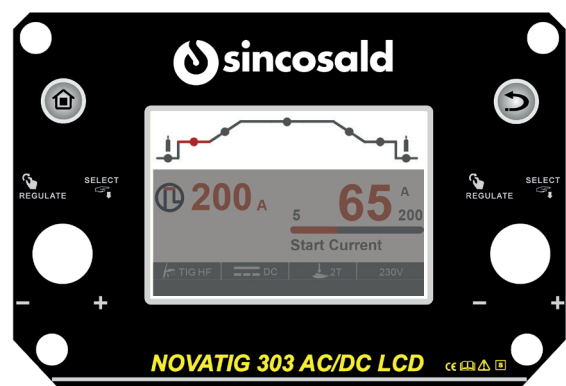 sincosald
REGULATE
SELECT
REGULATE
SELECT
200 A
65 A
5
200
Start Current
TIG HF
DC
2T
230V
− +
− +
NOVATIG 303 AC/DC LCD
CE